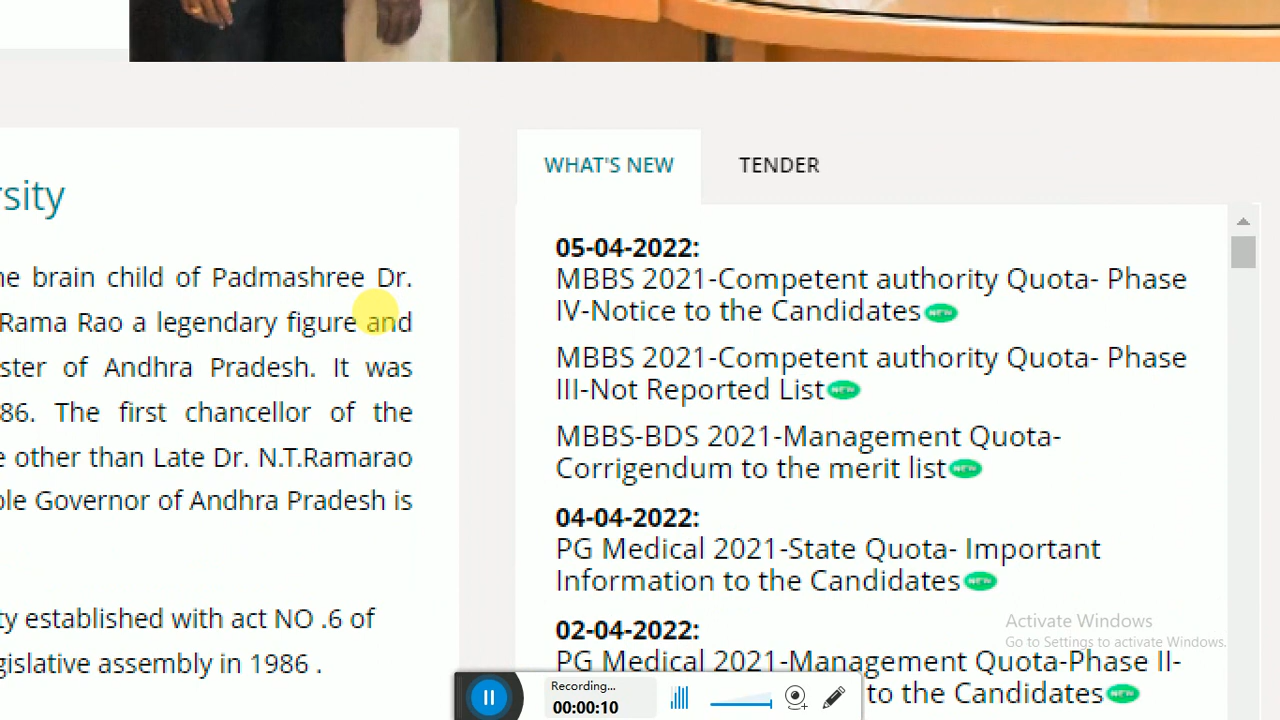 rsity
ne brain child of Padmashree Dr.
Rama Rao a legendary figure and
ster of Andhra Pradesh. It was
86. The first chancellor of the
e other than Late Dr. N.T.Ramarao
ble Governor of Andhra Pradesh is
ty established with act NO .6 of
gislative assembly in 1986 .
WHAT'S NEW TENDER
05-04-2022:
MBBS 2021-Competent authority Quota- Phase
IV-Notice to the Candidates NEW
MBBS 2021-Competent authority Quota- Phase
III-Not Reported List NEW
MBBS-BDS 2021-Management Quota-
Corrigendum to the merit list NEW
04-04-2022:
PG Medical 2021-State Quota- Important
Information to the Candidates NEW
02-04-2022:
PG Medical 2021-Management Quota-Phase II-
to the Candidates NEW
Activate Windows
Go to Settings to activate Windows.
Recording...
00:00:10